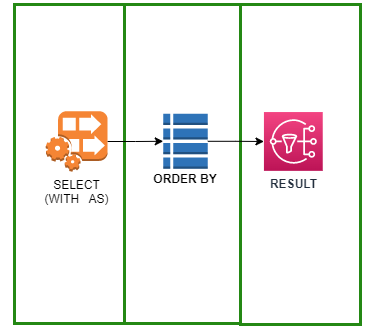 SELECT
(WITH AS)
ORDER BY
RESULT